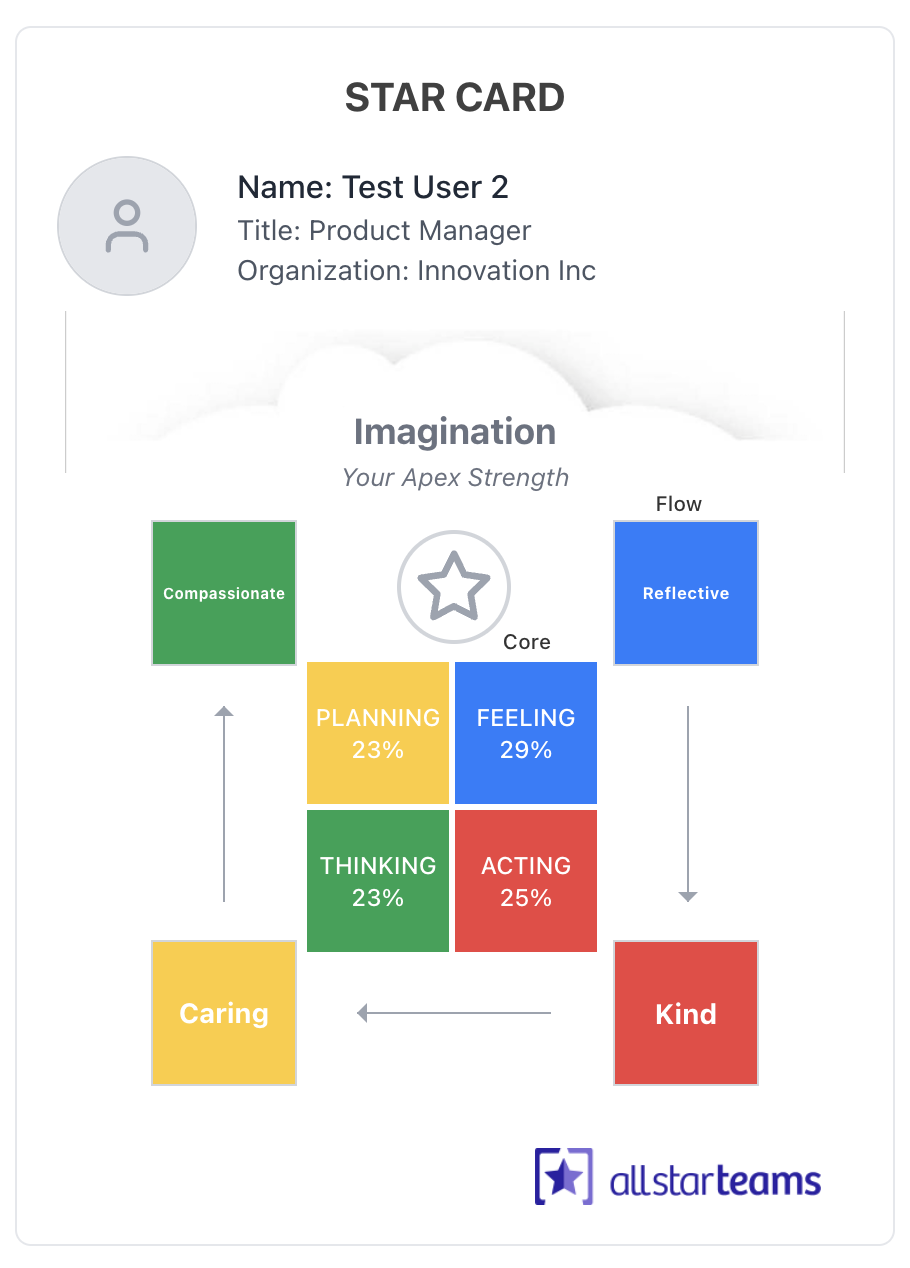 STAR CARD
Name: Test User 2
Title: Product Manager
Organization: Innovation Inc
Imagination
Your Apex Strength
Flow
Compassionate
Reflective
Core
PLANNING
23%
FEELING
29%
THINKING
23%
ACTING
25%
Caring
Kind
allstarteams